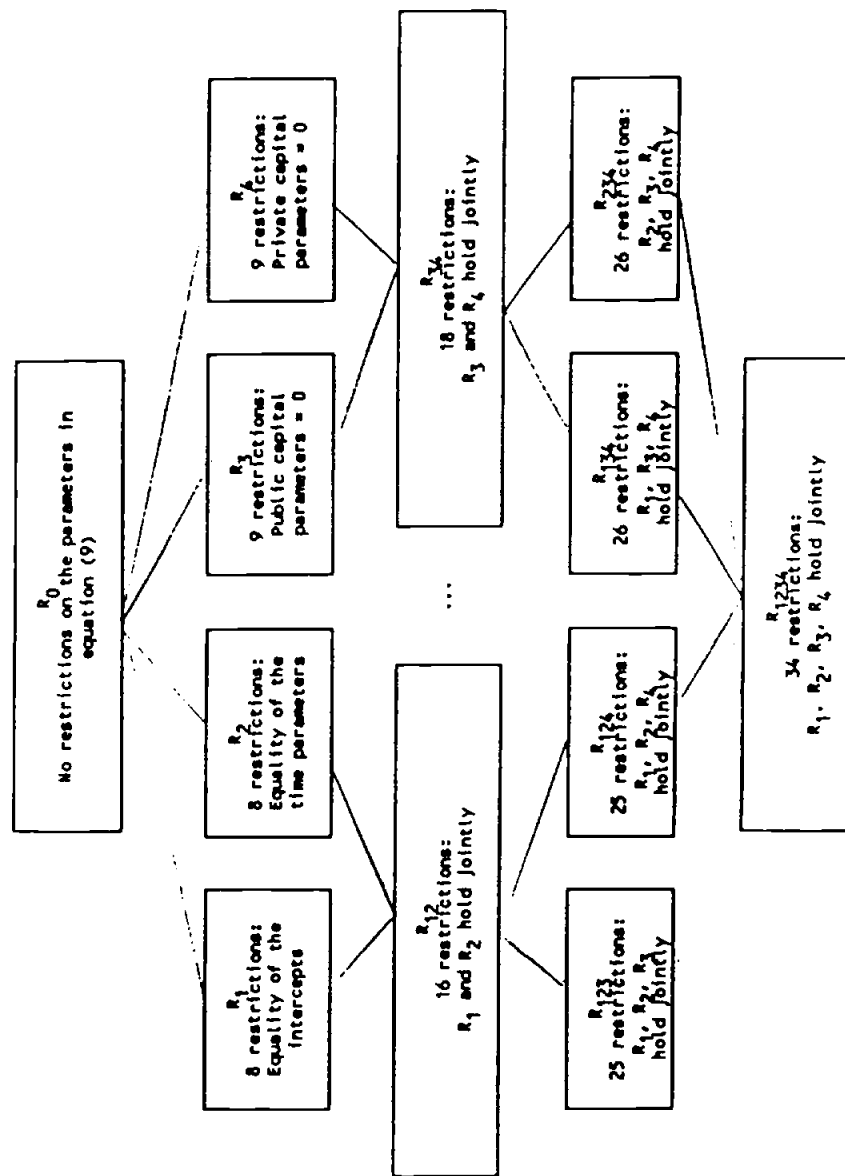 R0
No restrictions on the parameters in
equation (9)
R1
8 restrictions:
Equality of the
intercepts
R2
8 restrictions:
Equality of the
time parameters
R3
9 restrictions:
Public capital
parameters = 0
R4
9 restrictions:
Private capital
parameters = 0
R12
16 restrictions:
R1 and R2 hold jointly
...
R34
18 restrictions:
R3 and R4 hold jointly
R123
25 restrictions:
R1, R2, R3
hold jointly
R124
25 restrictions:
R1, R2, R4
hold jointly
R134
26 restrictions:
R1, R3, R4
hold jointly
R234
26 restrictions:
R2, R3, R4
hold jointly
R1234
34 restrictions:
R1, R2, R3, R4 hold jointly